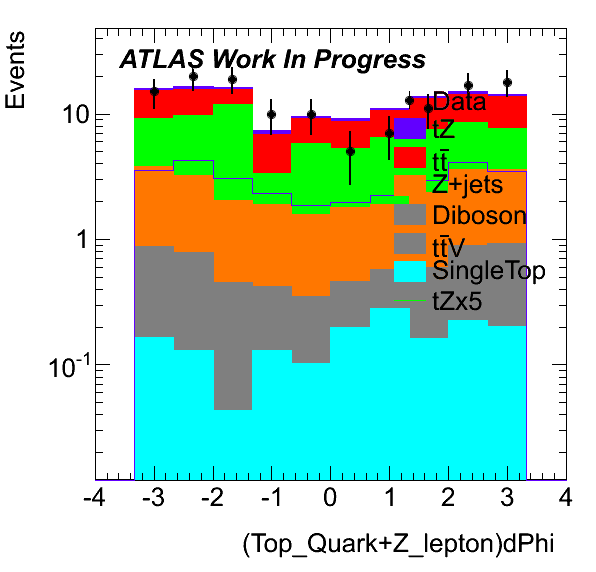 Events
ATLAS Work In Progress
10
1
10-1
Data
tZ
tt̄
Z+jets
Diboson
tt̄V
SingleTop
tZx5
-4 -3 -2 -1 0 1 2 3 4
(Top_Quark+Z_lepton)dPhi